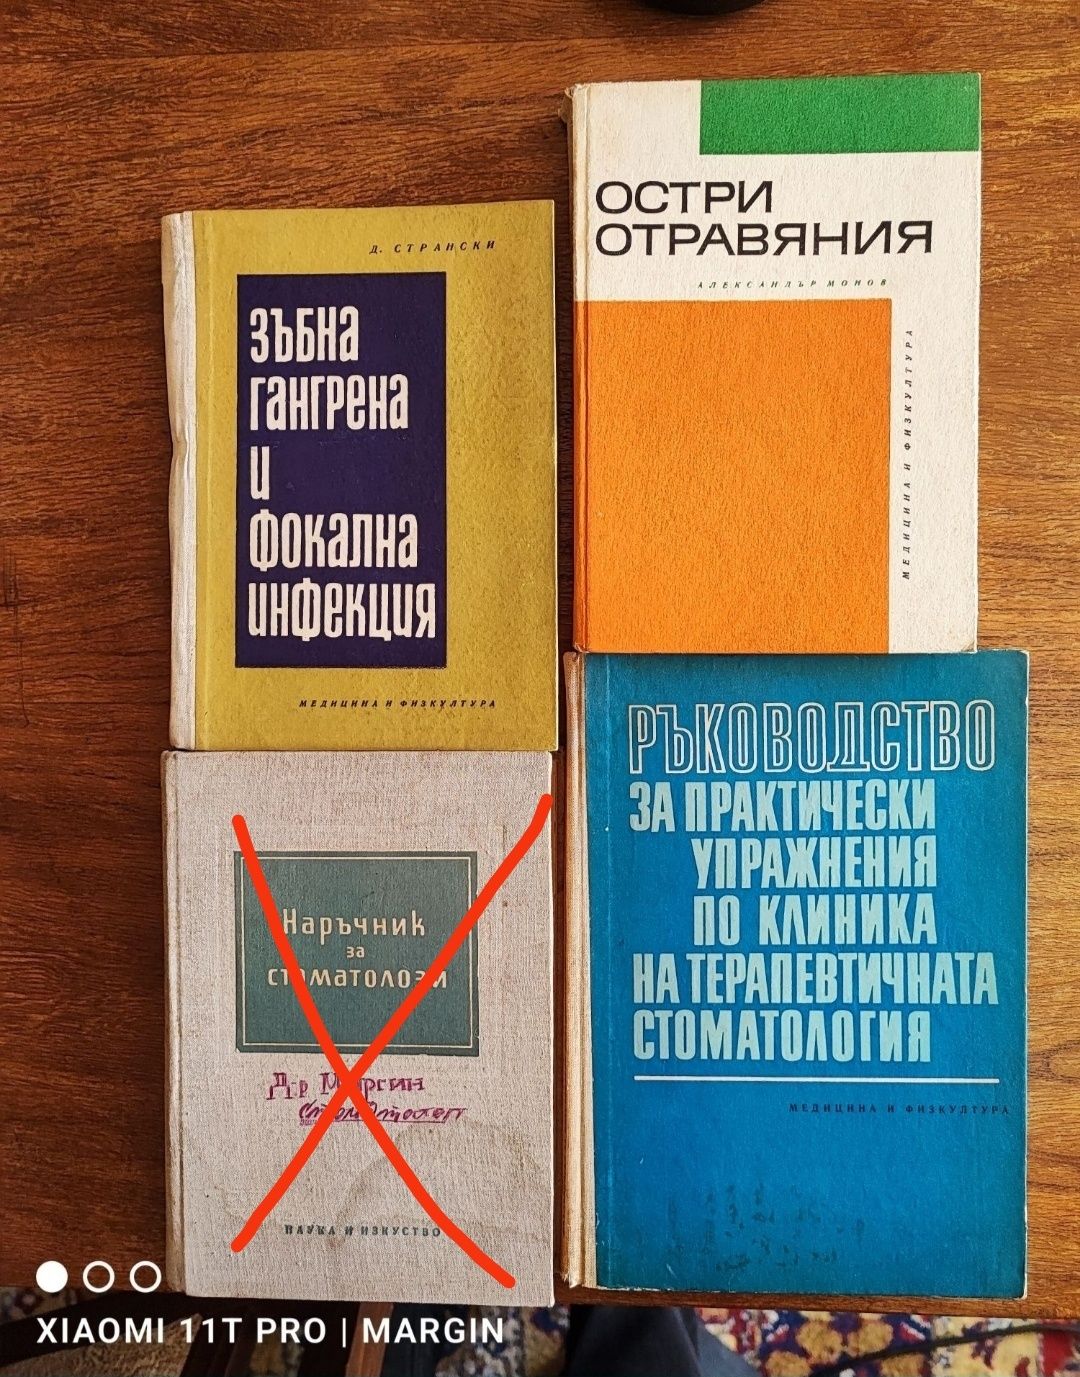 Д. СТРАНСКИ
ЗЪБНА
ГАНГРЕНА
И
ФОКАЛНА
ИНФЕКЦИЯ
МЕДИЦИНА И ФИЗКУЛТУРА
ОСТРИ
ОТРАВЯНИЯ
АЛЕКСАНДЪР МОНОВ
МЕДИЦИНА И ФИЗКУЛТУРА
Наръчник
за
стоматолози
Д-р
НАУКА И ИЗКУСТВО
РЪКОВОДСТВО
ЗА ПРАКТИЧЕСКИ
УПРАЖНЕНИЯ
ПО КЛИНИКА
НА ТЕРАПЕВТИЧНАТА
СТОМАТОЛОГИЯ
МЕДИЦИНА И ФИЗКУЛТУРА
XIAOMI 11T PRO | MARGIN